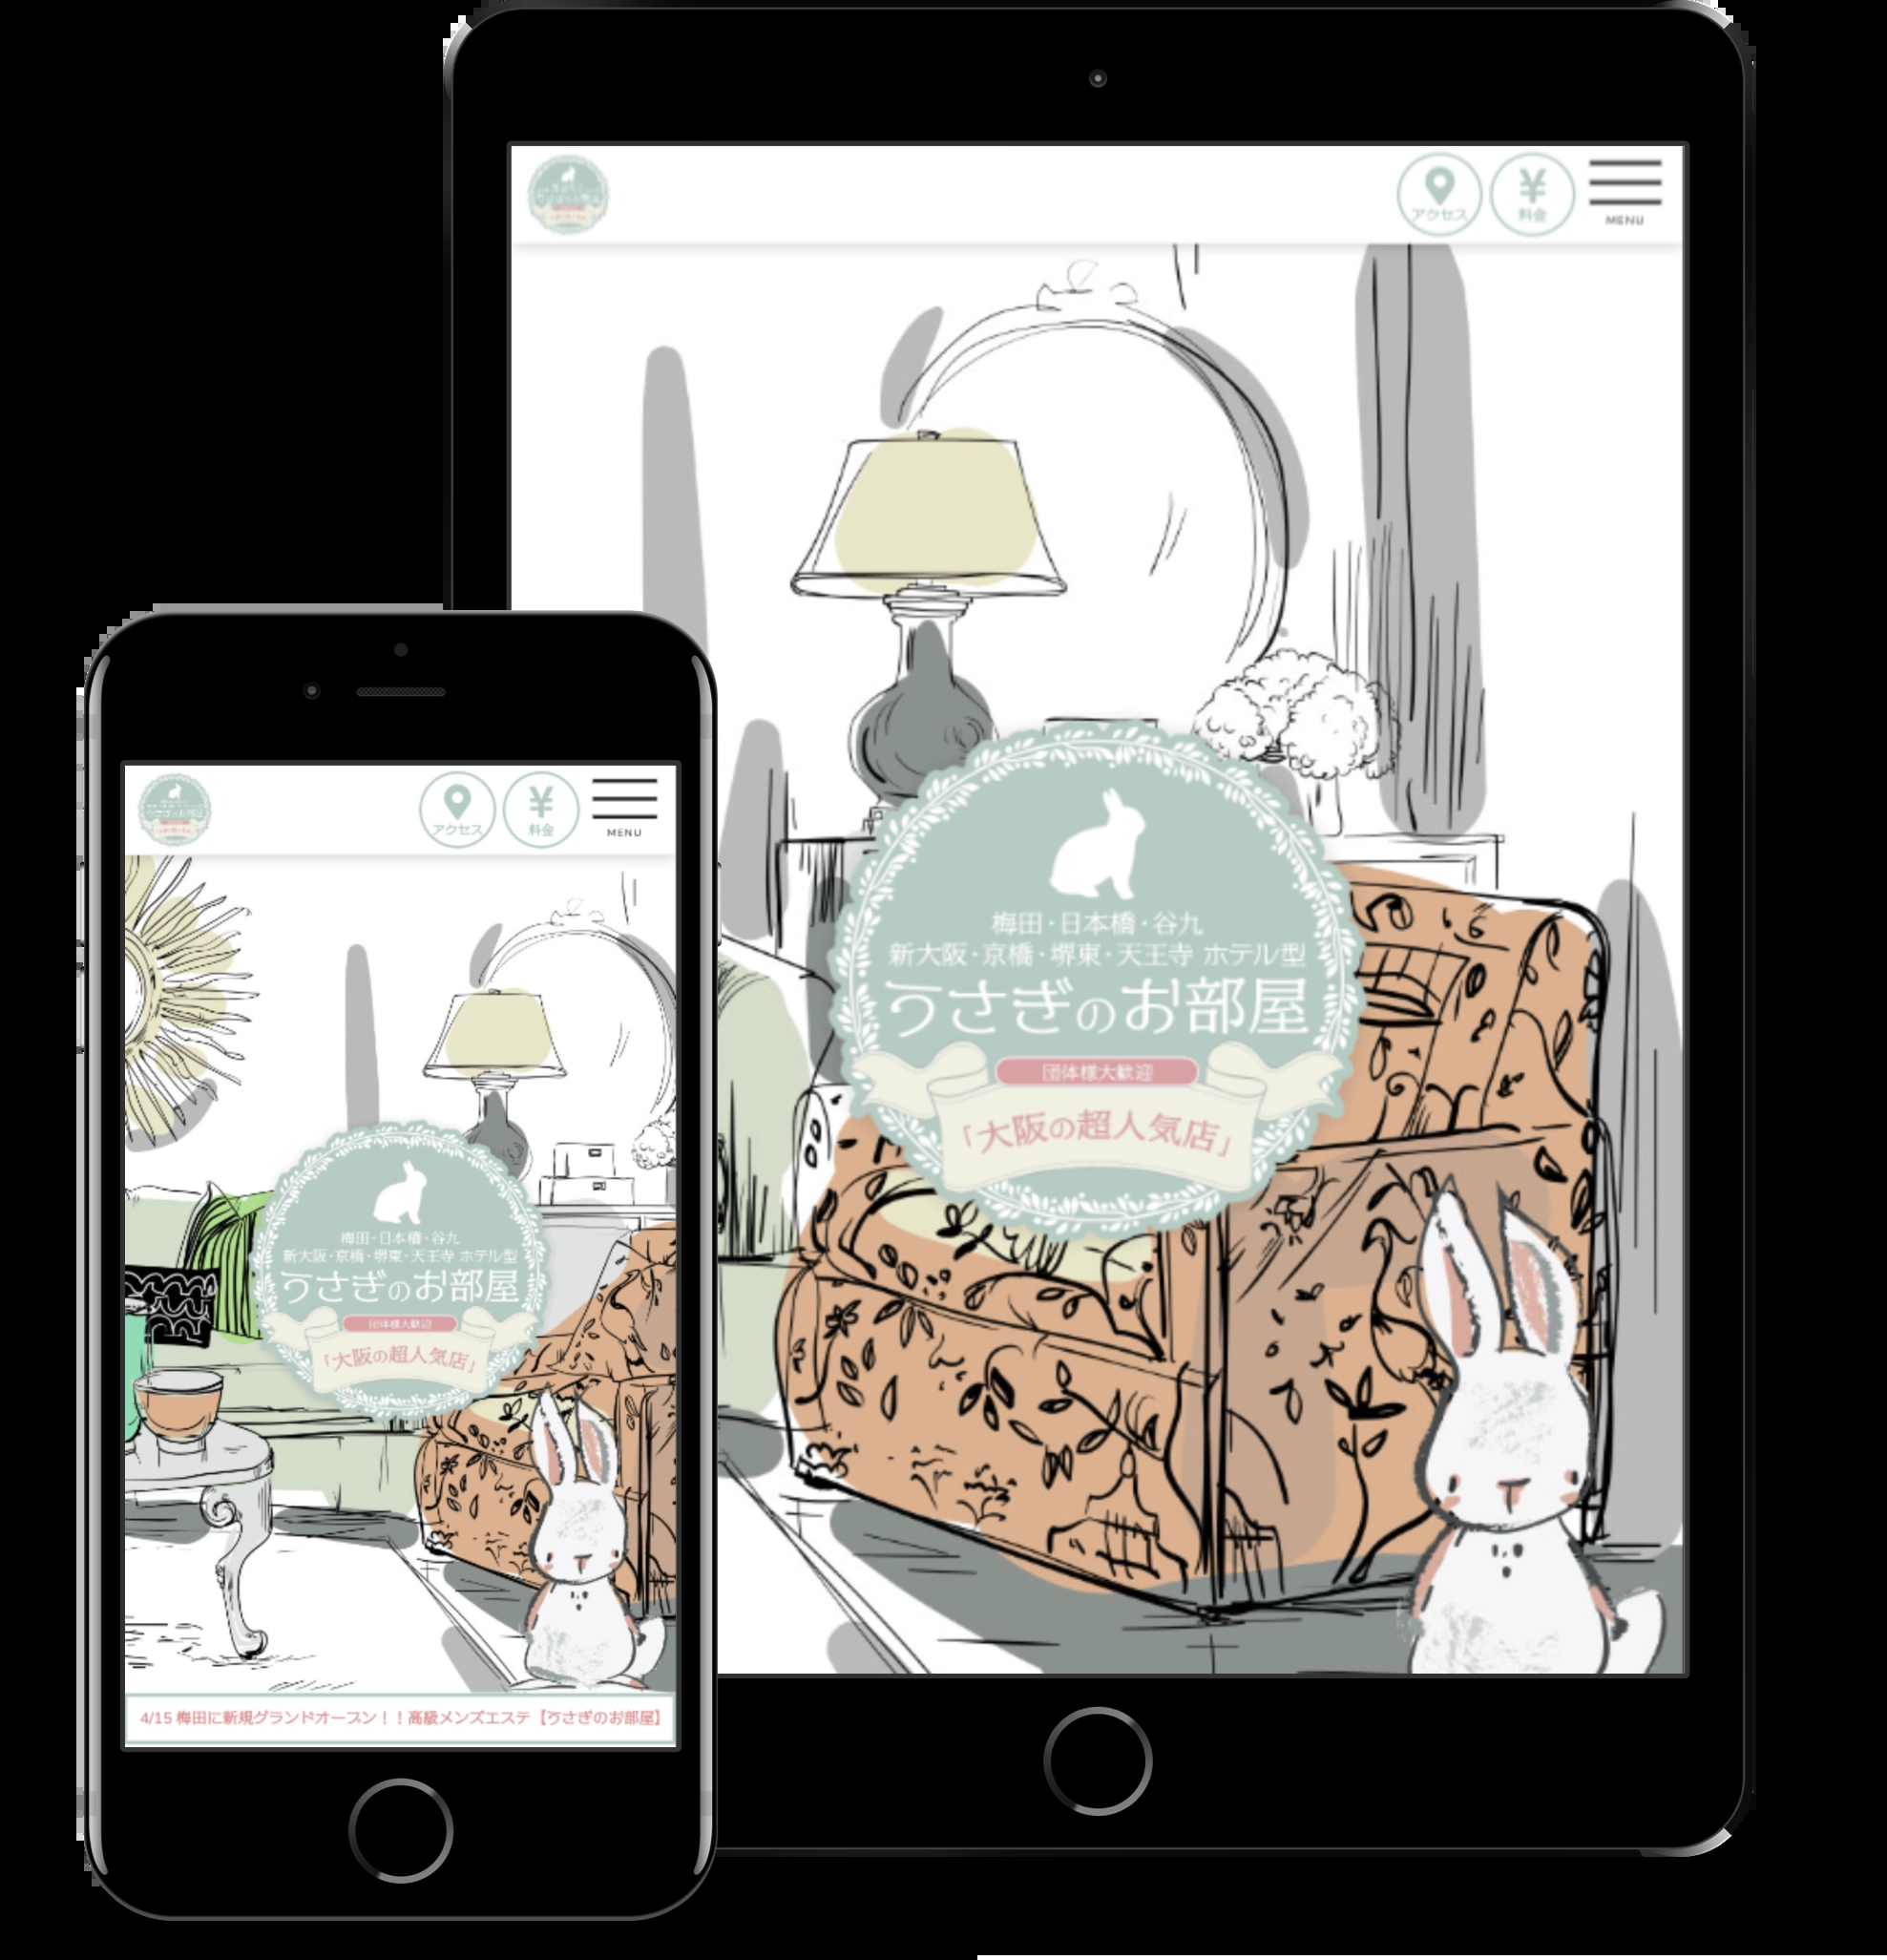 アクセス
料金
MENU
梅田・日本橋・谷九
新大阪・京橋・堺東・天王寺 ホテル型
うさぎのお部屋
団体様大歓迎
「大阪の超人気店」
アクセス
料金
MENU
梅田・日本橋・谷九
新大阪・京橋・堺東・天王寺 ホテル型
うさぎのお部屋
団体様大歓迎
「大阪の超人気店」
4/15 梅田に新規グランドオープン！！高級メンズエステ【うさぎのお部屋】